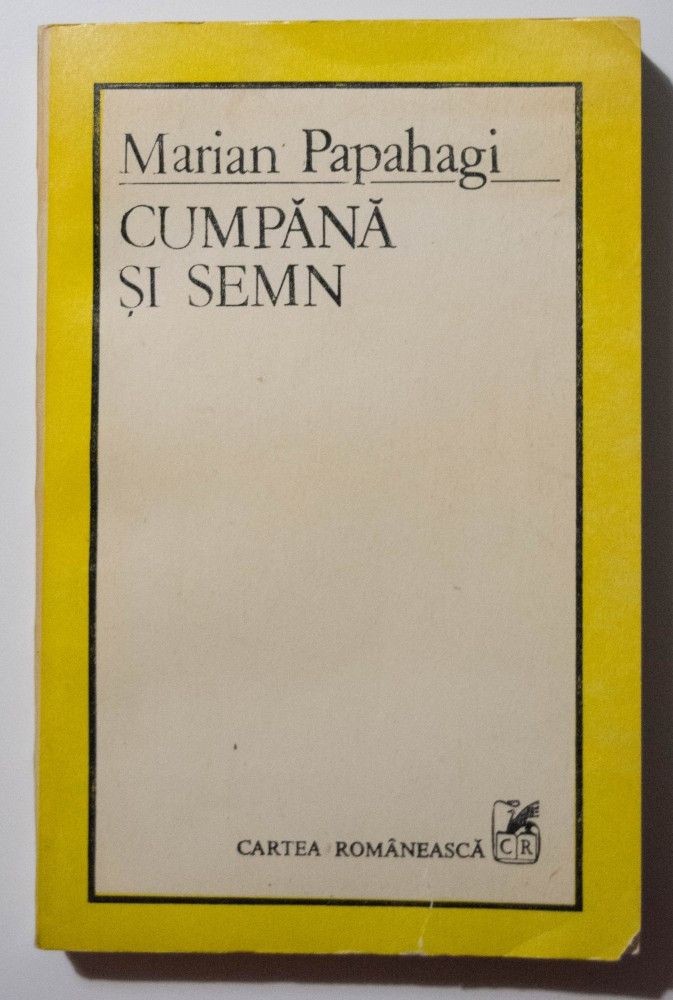 Marian Papahagi
CUMPĂNĂ
ȘI SEMN
CARTEA ROMÂNEASCĂ
CR